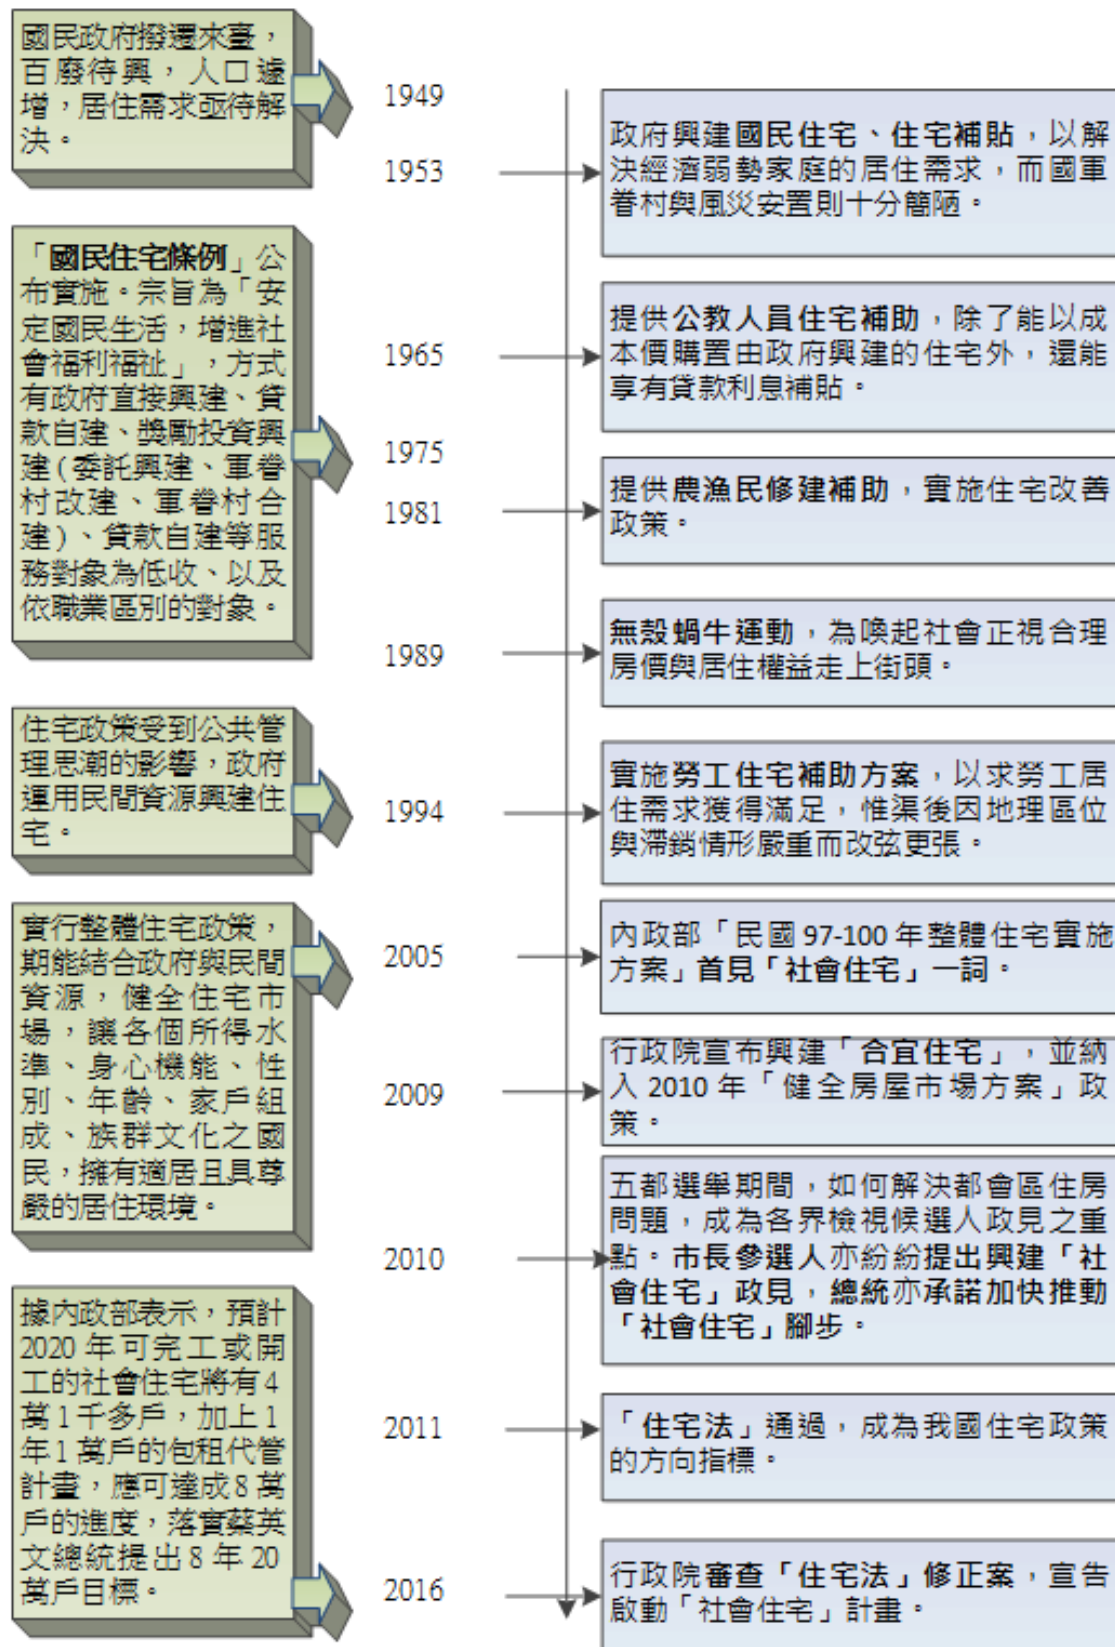 國民政府撥遷來臺，
百廢待興，人口遽
增，居住需求亟待解
決。
1949
1953
政府興建國民住宅、住宅補貼，以解
決經濟弱勢家庭的居住需求，而國軍
眷村與風災安置則十分簡陋。
「國民住宅條例」公
布實施。宗旨為「安
定國民生活，增進社
會福利福祉」，方式
有政府直接興建、貸
款自建、獎勵投資興
建(委託興建、軍眷
村改建、軍眷村合
建)、貸款自建等服
務對象為低收、以及
依職業區別的對象。
1965
提供公教人員住宅補助，除了能以成
本價購置由政府興建的住宅外，還能
享有貸款利息補貼。
1975
1981
提供農漁民修建補助，實施住宅改善
政策。
1989
無殼蝸牛運動，為喚起社會正視合理
房價與居住權益走上街頭。
住宅政策受到公共管
理思潮的影響，政府
運用民間資源興建住
宅。
1994
實施勞工住宅補助方案，以求勞工居
住需求獲得滿足，惟渠後因地理區位
與滯銷情形嚴重而改弦更張。
實行整體住宅政策，
期能結合政府與民間
資源，健全住宅市
場，讓各個所得水
準、身心機能、性
別、年齡、家戶組
成、族群文化之國
民，擁有適居且具尊
嚴的居住環境。
2005
內政部「民國 97-100 年整體住宅實施
方案」首見「社會住宅」一詞。
2009
行政院宣布興建「合宜住宅」，並納
入 2010 年「健全房屋市場方案」政
策。
2010
五都選舉期間，如何解決都會區住房
問題，成為各界檢視候選人政見之重
點。市長參選人亦紛紛提出興建「社
會住宅」政見，總統亦承諾加快推動
「社會住宅」腳步。
據內政部表示，預計
2020 年可完工或開
工的社會住宅將有 4
萬 1 千多戶，加上 1
年 1 萬戶的包租代管
計畫，應可達成 8 萬
戶的進度，落實蔡英
文總統提出 8 年 20
萬戶目標。
2011
「住宅法」通過，成為我國住宅政策
的方向指標。
2016
行政院審查「住宅法」修正案，宣告
啟動「社會住宅」計畫。